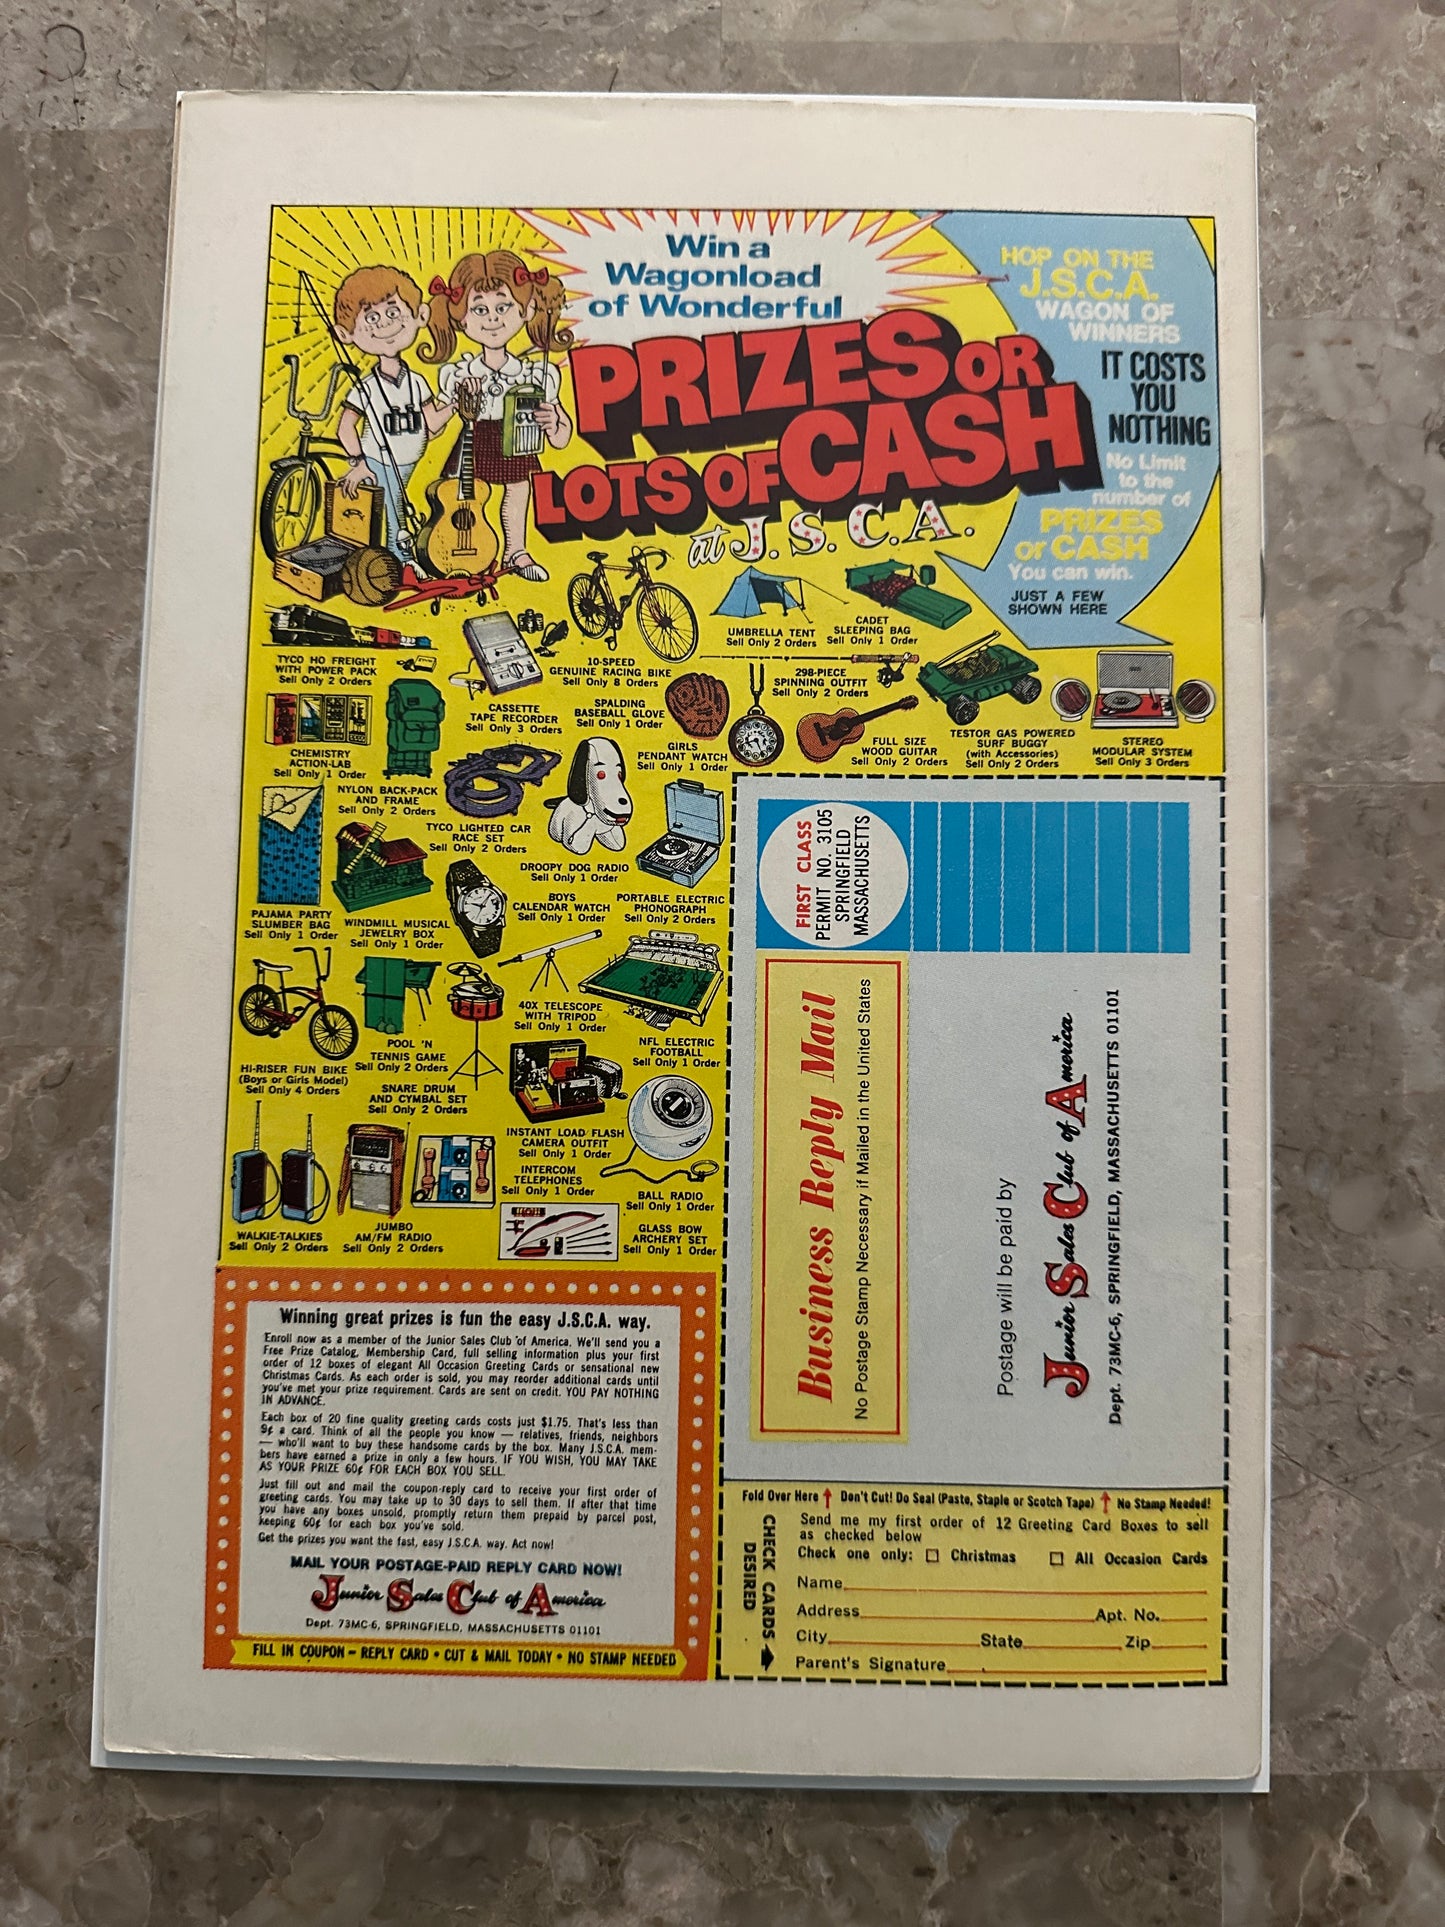 Win a
Wagonload
of Wonderful
PRIZES OR
LOTS OF CASH
at J.S.C.A.
HOP ON THE
J.S.C.A.
WAGON OF
WINNERS
IT COSTS
YOU
NOTHING
No Limit
to the
number of
PRIZES
or CASH
You can win.
JUST A FEW
SHOWN HERE
TYCO HO FREIGHT
WITH POWER PACK
Sell Only 2 Orders
CASSETTE
TAPE RECORDER
Sell Only 3 Orders
10-SPEED
GENUINE RACING BIKE
Sell Only 8 Orders
UMBRELLA TENT
Sell Only 2 Orders
CADET
SLEEPING BAG
Sell Only 1 Order
298-PIECE
SPINNING OUTFIT
Sell Only 2 Orders
SPALDING
BASEBALL GLOVE
Sell Only 1 Order
GIRLS
PENDANT WATCH
Sell Only 1 Order
FULL SIZE
WOOD GUITAR
Sell Only 2 Orders
TESTOR GAS POWERED
SURF BUGGY
(with Accessories)
Sell Only 2 Orders
STEREO
MODULAR SYSTEM
Sell Only 3 Orders
CHEMISTRY
ACTION-LAB
Sell Only 1 Order
NYLON BACK-PACK
AND FRAME
Sell Only 2 Orders
TYCO LIGHTED CAR
RACE SET
Sell Only 2 Orders
DROOPY DOG RADIO
Sell Only 1 Order
PAJAMA PARTY
SLUMBER BAG
Sell Only 1 Order
WINDMILL MUSICAL
JEWELRY BOX
Sell Only 1 Order
BOYS
CALENDAR WATCH
Sell Only 1 Order
PORTABLE ELECTRIC
PHONOGRAPH
Sell Only 2 Orders
HI-RISER FUN BIKE
(Boys or Girls Model)
Sell Only 4 Orders
POOL 'N
TENNIS GAME
Sell Only 2 Orders
SNARE DRUM
AND CYMBAL SET
Sell Only 2 Orders
40X TELESCOPE
WITH TRIPOD
Sell Only 1 Order
NFL ELECTRIC
FOOTBALL
Sell Only 1 Order
INSTANT LOAD FLASH
CAMERA OUTFIT
Sell Only 1 Order
INTERCOM
TELEPHONES
Sell Only 1 Order
BALL RADIO
Sell Only 1 Order
WALKIE-TALKIES
Sell Only 2 Orders
JUMBO
AM/FM RADIO
Sell Only 2 Orders
GLASS BOW
ARCHERY SET
Sell Only 1 Order
Winning great prizes is fun the easy J.S.C.A. way.
Enroll now as a member of the Junior Sales Club of America. We'll send you a
Free Prize Catalog, Membership Card, full selling information plus your first
order of 12 boxes of elegant All Occasion Greeting Cards or sensational new
Christmas Cards. As each order is sold, you may reorder additional cards until
you've met your prize requirement. Cards are sent on credit. YOU PAY NOTHING
IN ADVANCE.
Each box of 20 fine quality greeting cards costs just $1.75. That's less than
9¢ a card. Think of all the people you know — relatives, friends, neighbors
— who'll want to buy these handsome cards by the box. Many J.S.C.A. mem-
bers have earned a prize in only a few hours. IF YOU WISH, YOU MAY TAKE
AS YOUR PRIZE 60¢ FOR EACH BOX YOU SELL.
Just fill out and mail the coupon-reply card to receive your first order of
greeting cards. You may take up to 30 days to sell them. If after that time
you have any boxes unsold, promptly return them prepaid by parcel post,
keeping 60¢ for each box you've sold.
Get the prizes you want the fast, easy J.S.C.A. way. Act now!
MAIL YOUR POSTAGE-PAID REPLY CARD NOW!
Junior Sales Club of America
Dept. 73MC-6, SPRINGFIELD, MASSACHUSETTS 01101
FILL IN COUPON - REPLY CARD • CUT & MAIL TODAY • NO STAMP NEEDED
FIRST CLASS
PERMIT NO. 3105
SPRINGFIELD
MASSACHUSETTS
Business Reply Mail
No Postage Stamp Necessary if Mailed in the United States
Postage will be paid by
Junior Sales Club of America
Dept. 73MC-6, SPRINGFIELD, MASSACHUSETTS 01101
Fold Over Here ↑ Don't Cut! Do Seal (Paste, Staple or Scotch Tape) ↑ No Stamp Needed!
CHECK CARDS
DESIRED
Send me my first order of 12 Greeting Card Boxes to sell
as checked below
Check one only: □ Christmas □ All Occasion Cards
Name
Address Apt. No.
City State Zip
Parent's Signature